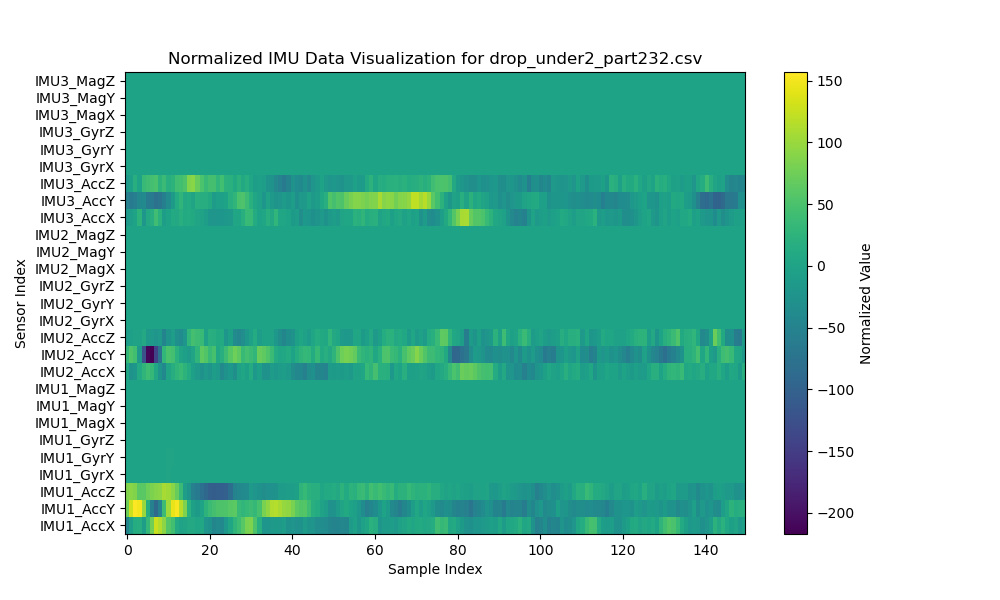 Normalized IMU Data Visualization for drop_under2_part232.csv
IMU3_MagZ
IMU3_MagY
IMU3_MagX
IMU3_GyrZ
IMU3_GyrY
IMU3_GyrX
IMU3_AccZ
IMU3_AccY
IMU3_AccX
IMU2_MagZ
IMU2_MagY
IMU2_MagX
IMU2_GyrZ
IMU2_GyrY
IMU2_GyrX
IMU2_AccZ
IMU2_AccY
IMU2_AccX
IMU1_MagZ
IMU1_MagY
IMU1_MagX
IMU1_GyrZ
IMU1_GyrY
IMU1_GyrX
IMU1_AccZ
IMU1_AccY
IMU1_AccX
Sensor Index
0 20 40 60 80 100 120 140
Sample Index
150
100
50
0
−50
−100
−150
−200
Normalized Value